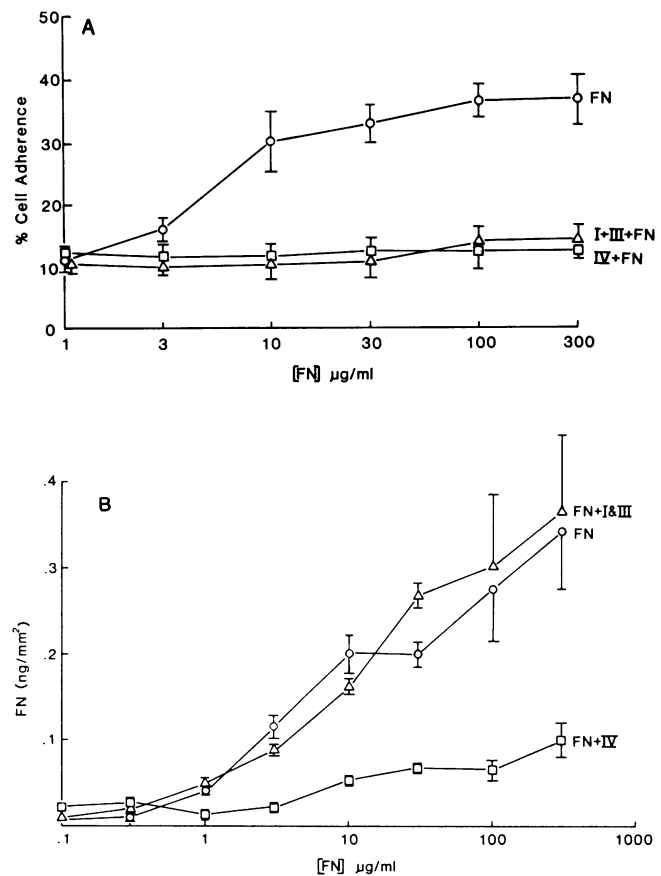 A
50
40
30
20
10
0
% Cell Adherence
FN
I+III+FN
IV+FN
1 3 10 30 100 300
[FN] µg/ml
B
.4
.3
.2
.1
FN (ng/mm²)
FN+I&III
FN
FN+IV
.1 1 10 100 1000
[FN] µg/ml